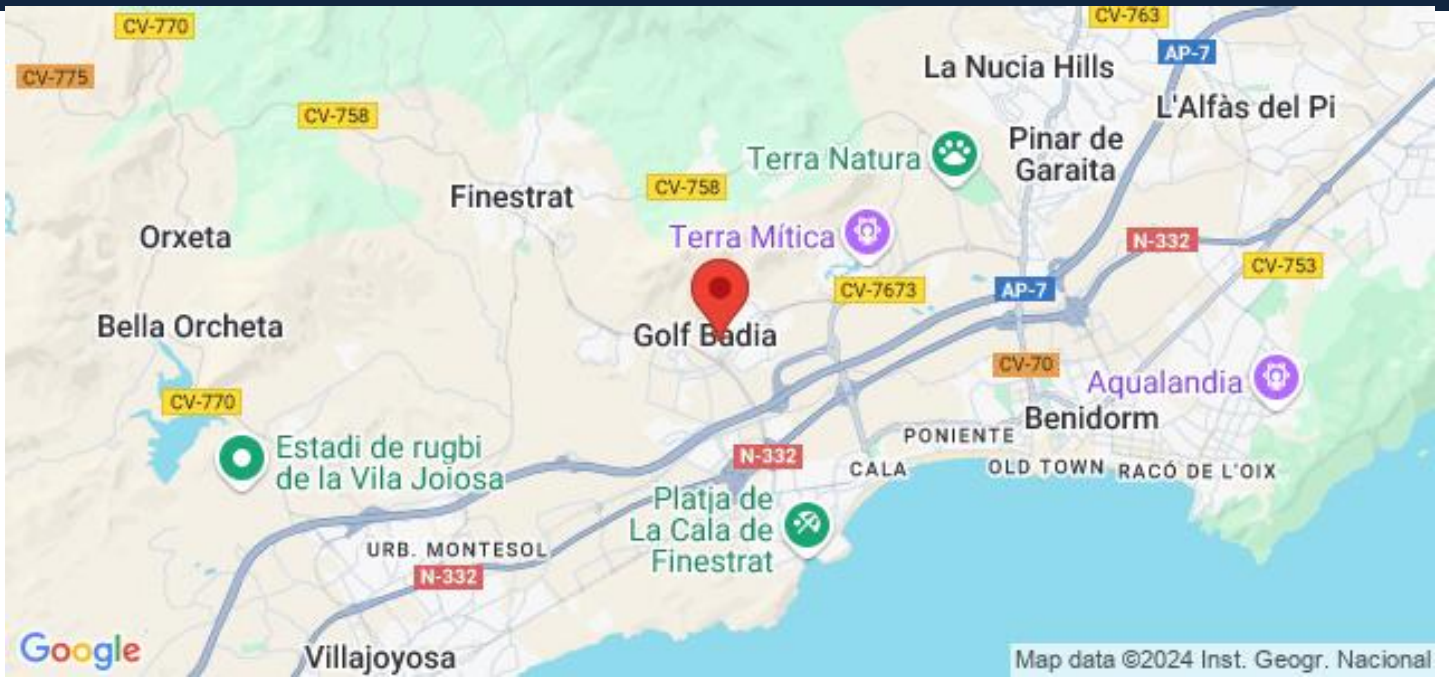 CV-770
CV-763
AP-7
La Nucia Hills
CV-775
L'Alfàs del Pi
CV-758
Pinar de
Garaita
Terra Natura
CV-758
Finestrat
Orxeta
Terra Mítica
N-332
CV-753
CV-7673
AP-7
Bella Orcheta
Golf Badia
CV-70
Aqualandia
CV-770
Benidorm
PONIENTE
Estadi de rugbi
de la Vila Joiosa
N-332
CALA
OLD TOWN
RACÓ DE L'OIX
Platja de
La Cala de
Finestrat
URB. MONTESOL
N-332
Google
Villajoyosa
Map data ©2024 Inst. Geogr. Nacional